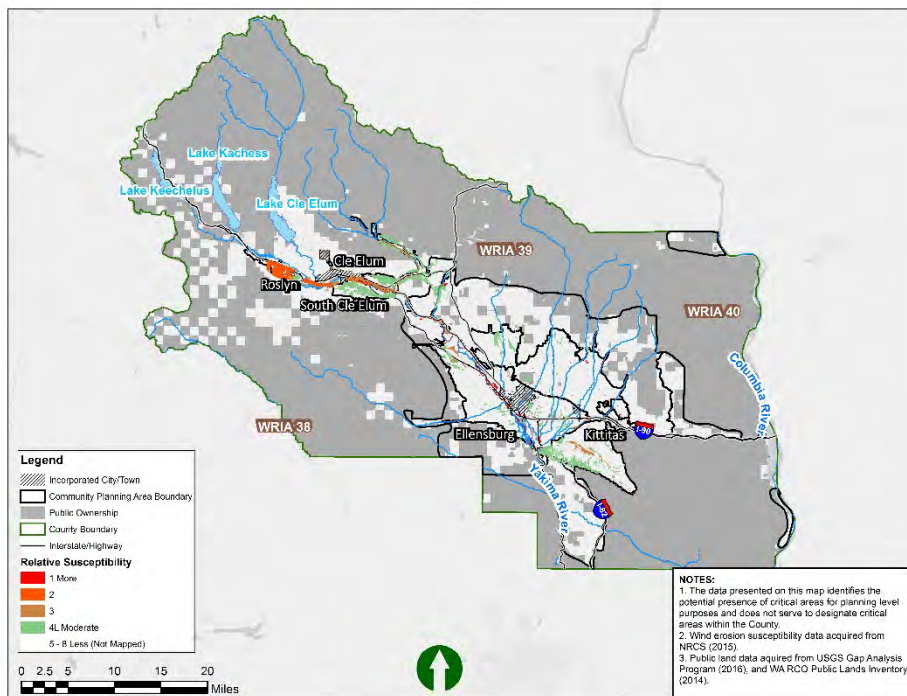 Lake Kachess
Lake Keechelus
Lake Cle Elum
Cle Elum
Roslyn
South Cle Elum
WRIA 39
WRIA 40
Columbia River
WRIA 38
Ellensburg
Kittitas
I-90
Yakima River
I-82
Legend
Incorporated City/Town
Community Planning Area Boundary
Public Ownership
County Boundary
Interstate/Highway
Relative Susceptibility
1 More
2
3
4L Moderate
5 - 8 Less (Not Mapped)
0 2.5 5 10 15 20
Miles
NOTES:
1. The data presented on this map identifies the
potential presence of critical areas for planning level
purposes and does not serve to designate critical
areas within the County.
2. Wind erosion susceptibility data acquired from
NRCS (2015).
3. Public land data aquired from USGS Gap Analysis
Program (2016), and WA RCO Public Lands Inventory
(2014).